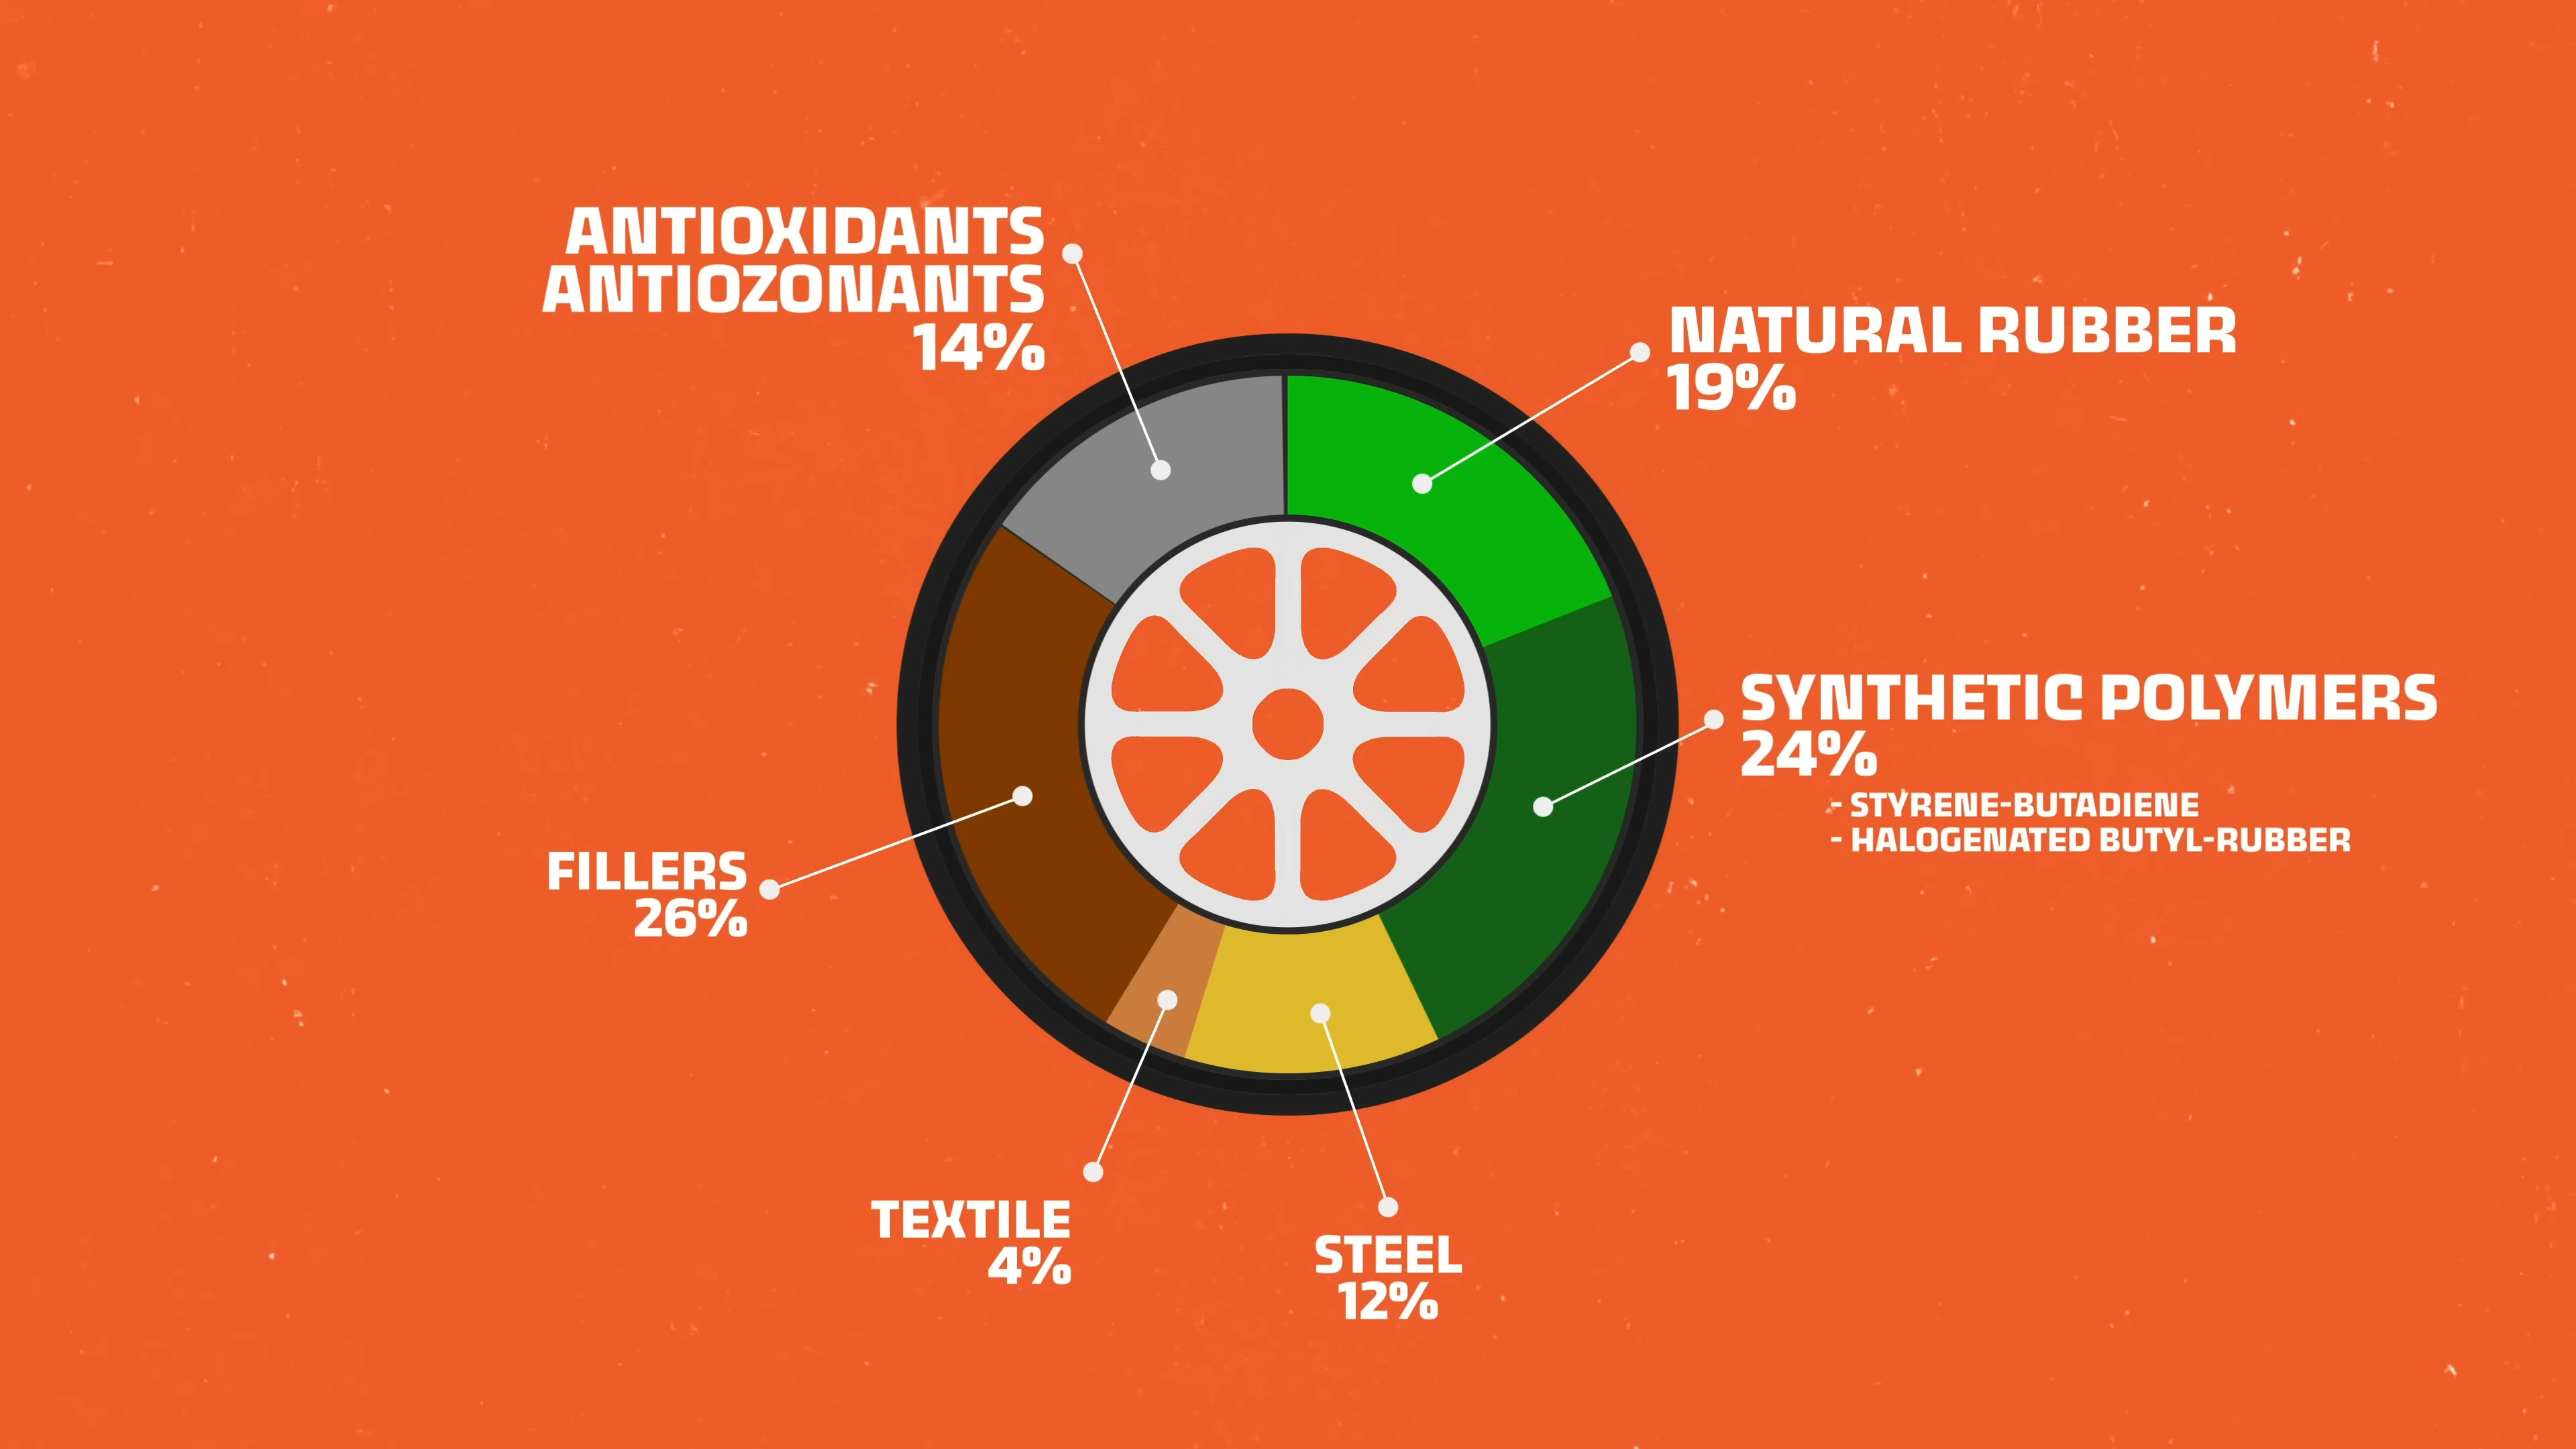 ANTIOXIDANTS
ANTIOZONANTS
14%
NATURAL RUBBER
19%
SYNTHETIC POLYMERS
24%
- STYRENE-BUTADIENE
- HALOGENATED BUTYL-RUBBER
FILLERS
26%
TEXTILE
4%
STEEL
12%